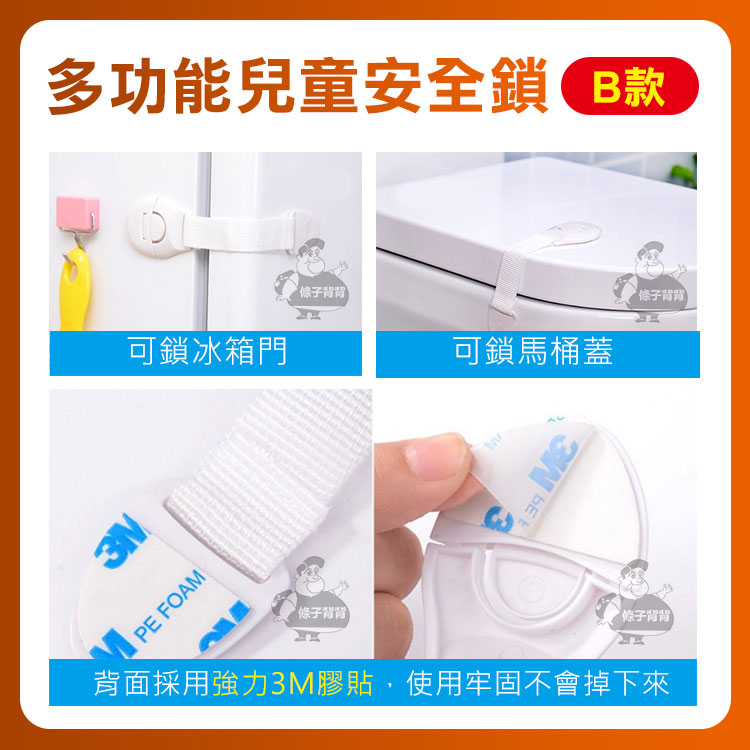 多功能兒童安全鎖 B款
條子背背
條子背背
可鎖冰箱門
可鎖馬桶蓋
3M
PE FOAM
3M
3M
PE F
條子背背
條子背背
背面採用強力3M膠貼，使用牢固不會掉下來